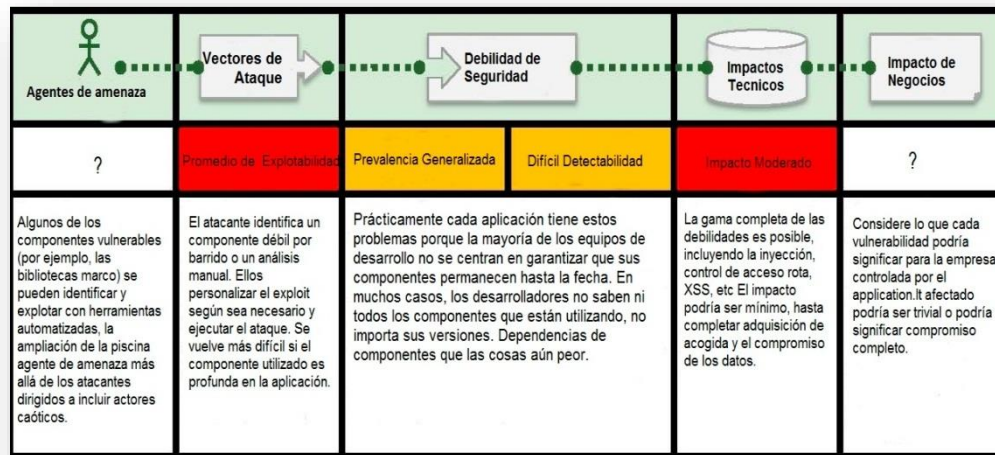 Agentes de amenaza
Vectores de
Ataque
Debilidad de
Seguridad
Impactos
Tecnicos
Impacto de
Negocios
?
Promedio de Explotabilidad
Prevalencia Generalizada
Difícil Detectabilidad
Impacto Moderado
?
Algunos de los
componentes vulnerables
(por ejemplo, las
bibliotecas marco) se
pueden identificar y
explotar con herramientas
automatizadas, la
ampliación de la piscina
agente de amenaza más
allá de los atacantes
dirigidos a incluir actores
caóticos.
El atacante identifica un
componente débil por
barrido o un análisis
manual. Ellos
personalizar el exploit
según sea necesario y
ejecutar el ataque. Se
vuelve más difícil si el
componente utilizado es
profunda en la aplicación.
Prácticamente cada aplicación tiene estos
problemas porque la mayoría de los equipos de
desarrollo no se centran en garantizar que sus
componentes permanecen hasta la fecha. En
muchos casos, los desarrolladores no saben ni
todos los componentes que están utilizando, no
importa sus versiones. Dependencias de
componentes que las cosas aún peor.
La gama completa de las
debilidades es posible,
incluyendo la inyección,
control de acceso rota,
XSS, etc El impacto
podría ser mínimo, hasta
completar adquisición de
acogida y el compromiso
de los datos.
Considere lo que cada
vulnerabilidad podría
significar para la empresa
controlada por el
application.It afectado
podría ser trivial o podría
significar compromiso
completo.